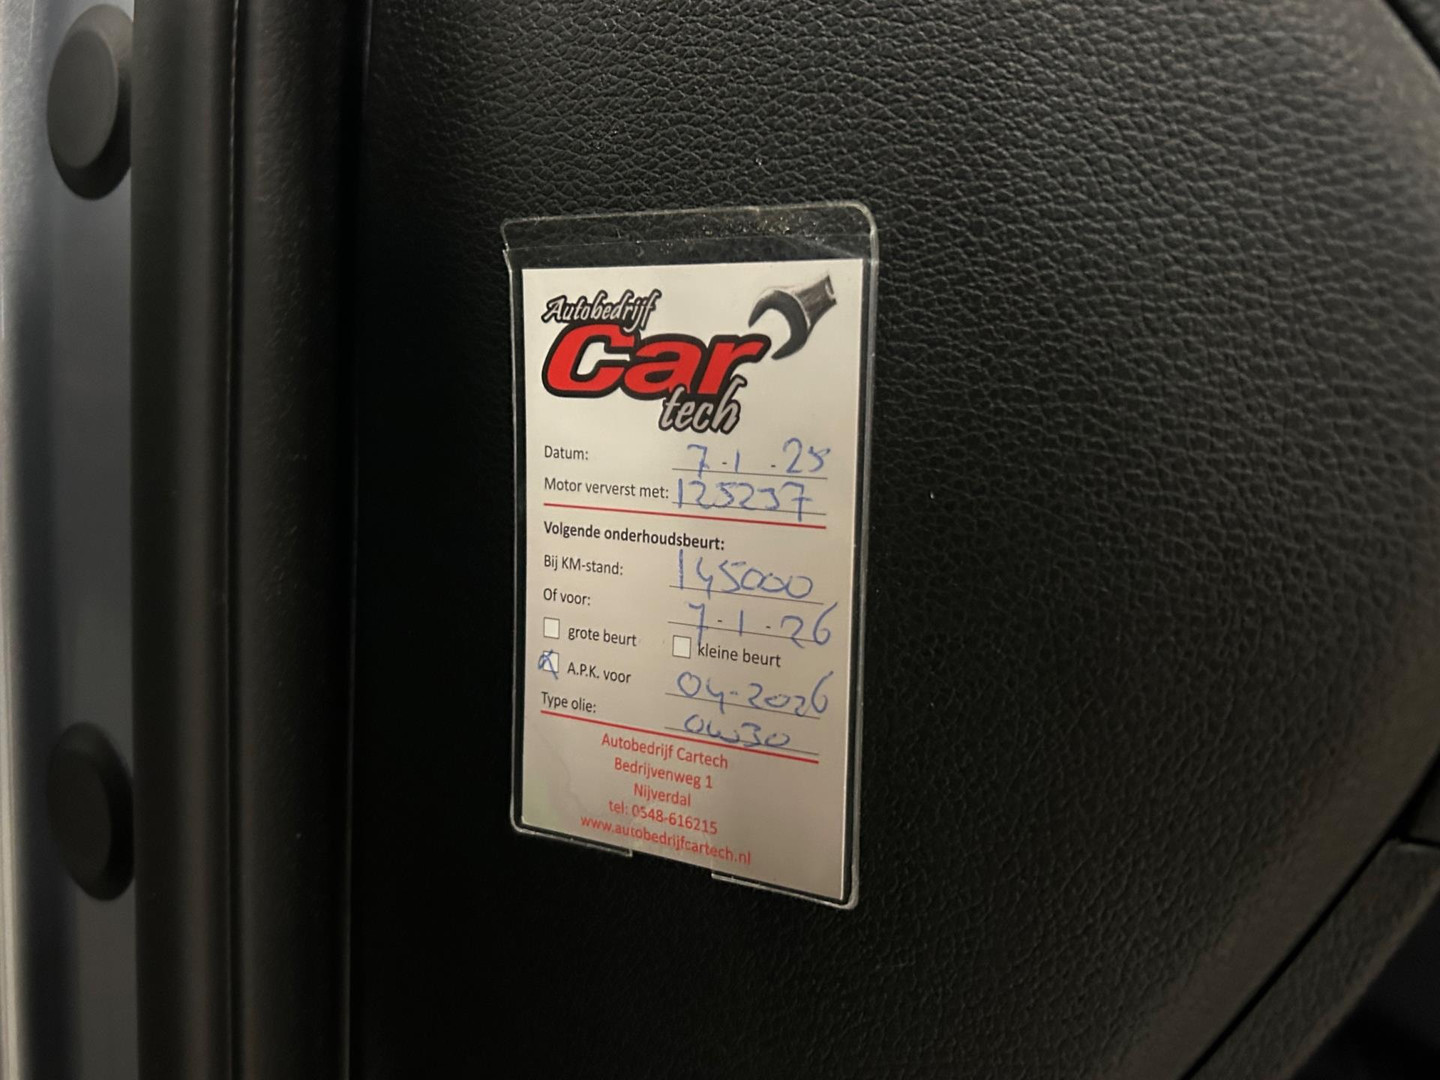 Autobedrijf
Car
tech
Datum: 7.1.25
Motor ververst met: 125237
Volgende onderhoudsbeurt:
Bij KM-stand: 145000
Of voor: 7.1.26
grote beurt kleine beurt
A.P.K. voor 04-2026
Type olie: 0w30
Autobedrijf Cartech
Bedrijvenweg 1
Nijverdal
tel: 0548-616215
www.autobedrijfcartech.nl